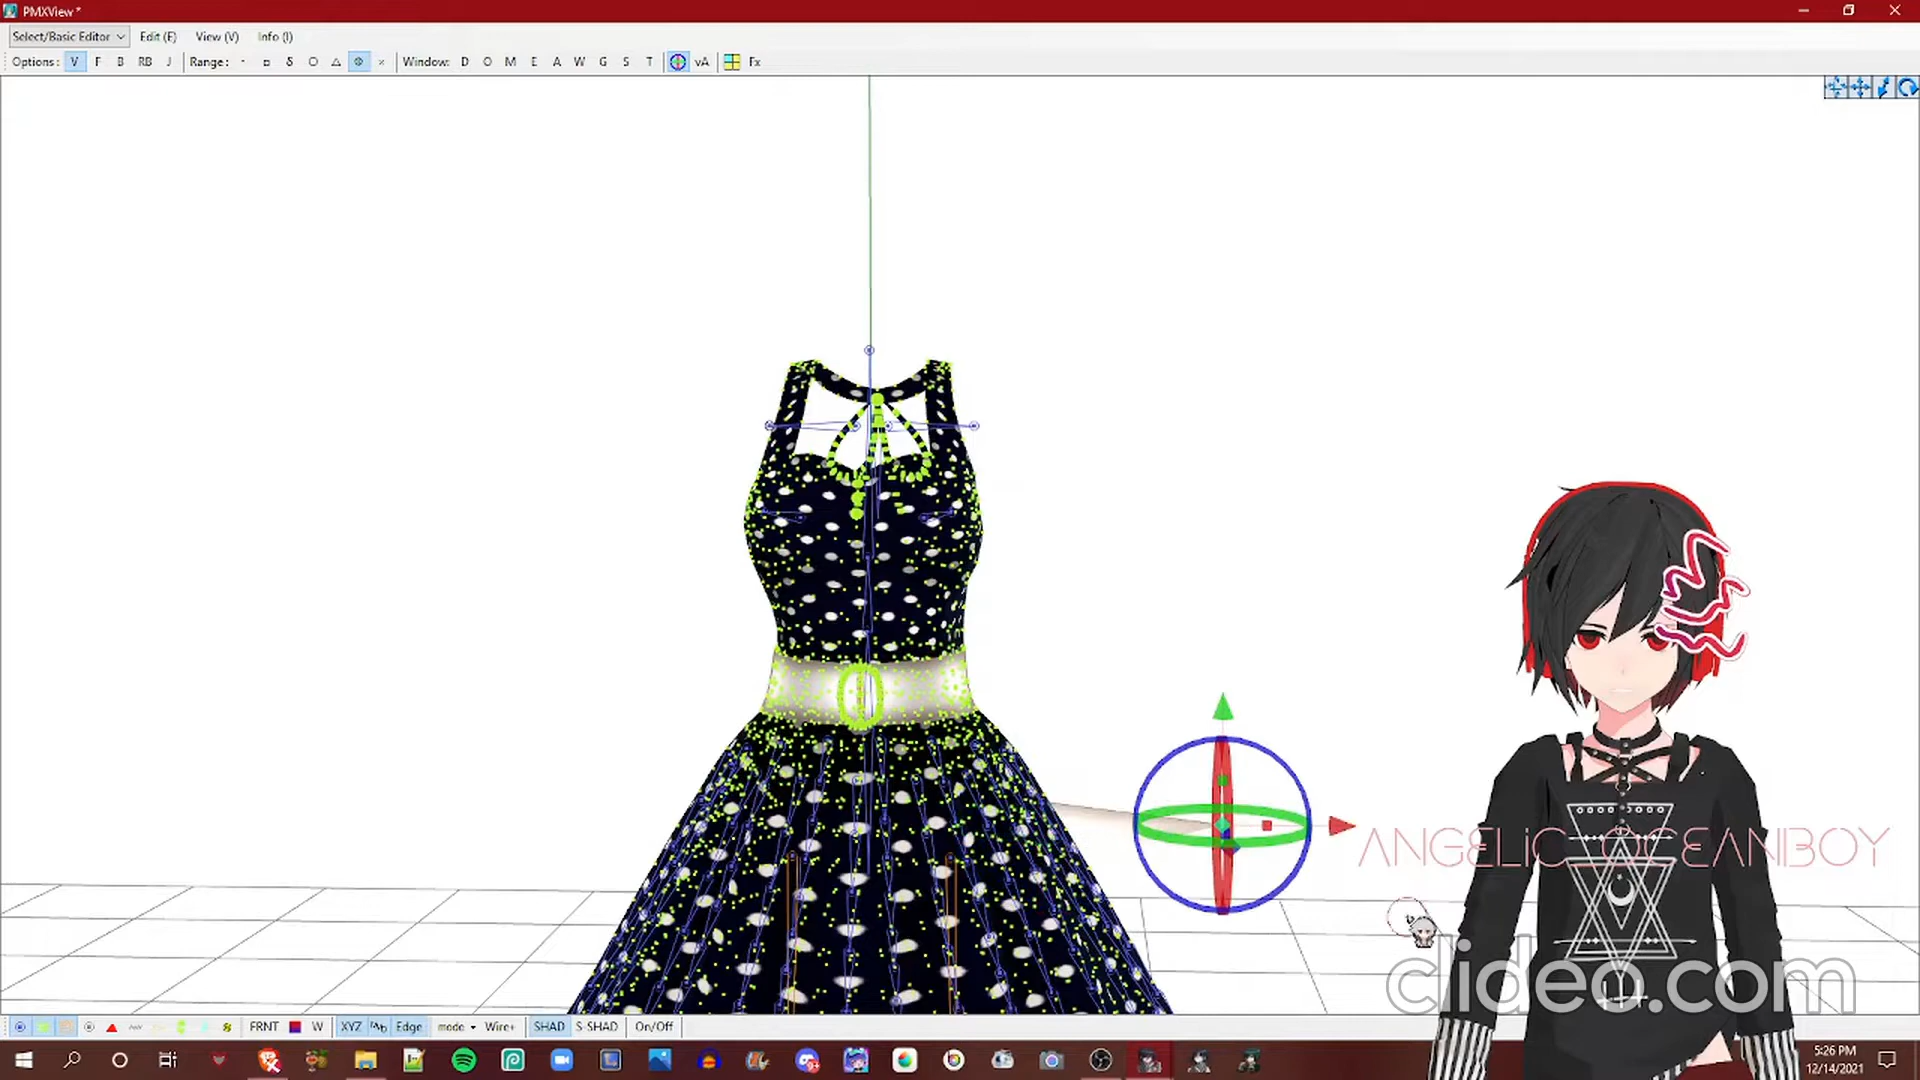 PMXView *
Select/Basic Editor Edit (E) View (V) Info (I)
Options: V F B RB J Range: Window: D O M E A W G S T vA Fx
ANGELIC OCEANBOY
clideo.com
FRNT W XYZ Edge mode Wire+ SHAD S-SHAD On/Off
5:26 PM
12/14/2021